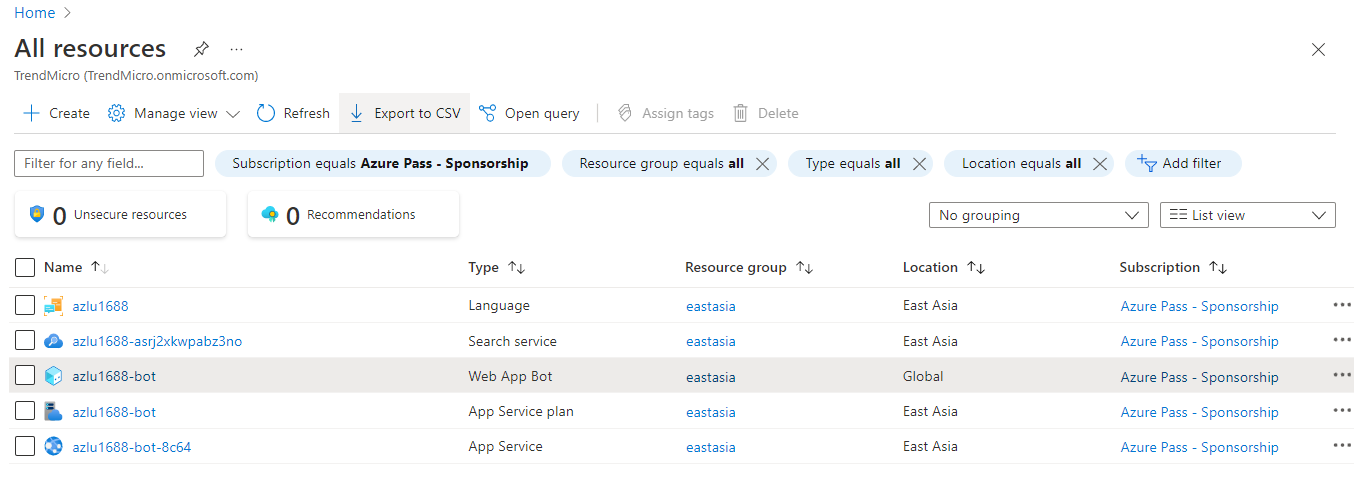 Home >
All resources ...
TrendMicro (TrendMicro.onmicrosoft.com)
Create Manage view Refresh Export to CSV Open query Assign tags Delete
Filter for any field... Subscription equals Azure Pass - Sponsorship Resource group equals all Type equals all Location equals all Add filter
0 Unsecure resources 0 Recommendations No grouping List view
Name Type Resource group Location Subscription
azlu1688 Language eastasia East Asia Azure Pass - Sponsorship ...
azlu1688-asrj2xkwpabz3no Search service eastasia East Asia Azure Pass - Sponsorship ...
azlu1688-bot Web App Bot eastasia Global Azure Pass - Sponsorship ...
azlu1688-bot App Service plan eastasia East Asia Azure Pass - Sponsorship ...
azlu1688-bot-8c64 App Service eastasia East Asia Azure Pass - Sponsorship ...